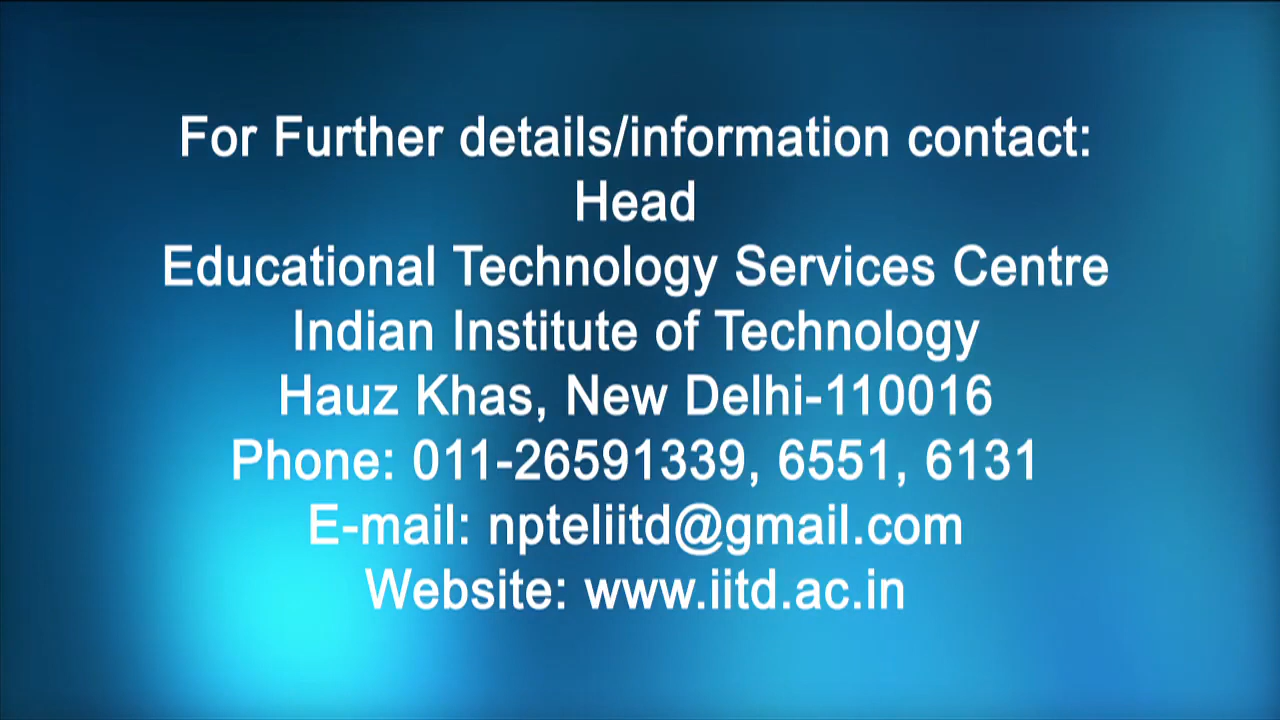 For Further details/information contact:
Head
Educational Technology Services Centre
Indian Institute of Technology
Hauz Khas, New Delhi-110016
Phone: 011-26591339, 6551, 6131
E-mail: npteliitd@gmail.com
Website: www.iitd.ac.in